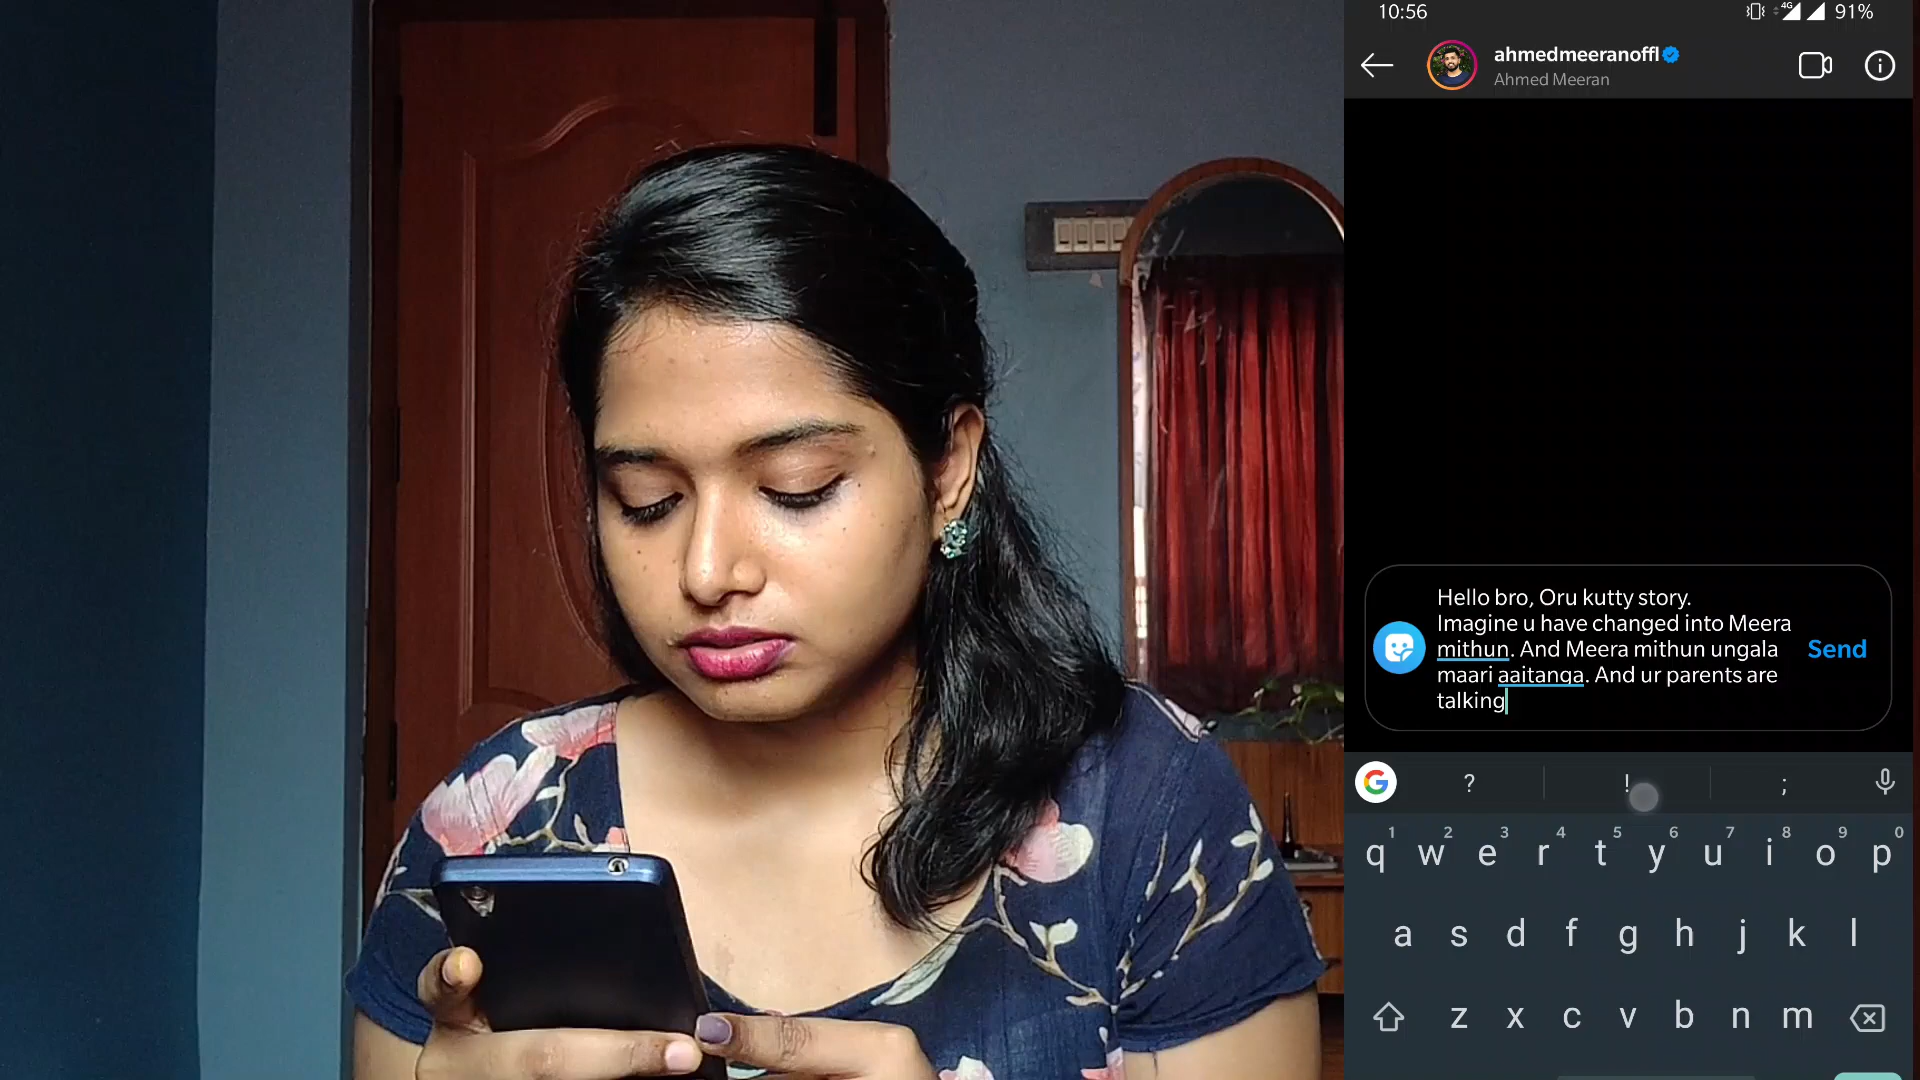 10:56
4G
91%
ahmedmeeranoffl
Ahmed Meeran
Hello bro, Oru kutty story.
Imagine u have changed into Meera
mithun. And Meera mithun ungala
maari aaitanga. And ur parents are
talking
Send
G ? ! ;
1 2 3 4 5 6 7 8 9 0
q w e r t y u i o p
a s d f g h j k l
z x c v b n m